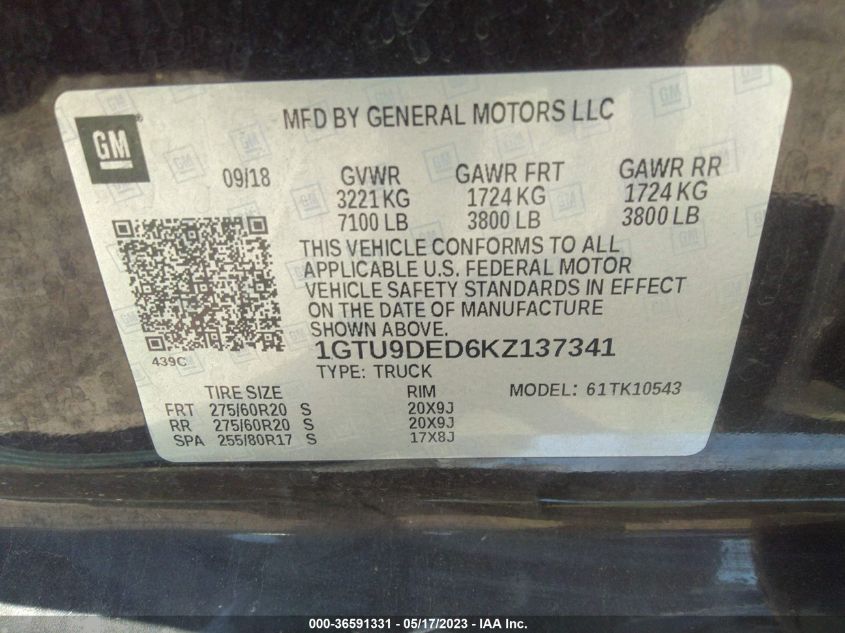 GM
MFD BY GENERAL MOTORS LLC
09/18 GVWR GAWR FRT GAWR RR
3221 KG 1724 KG 1724 KG
7100 LB 3800 LB 3800 LB
THIS VEHICLE CONFORMS TO ALL
APPLICABLE U.S. FEDERAL MOTOR
VEHICLE SAFETY STANDARDS IN EFFECT
ON THE DATE OF MANUFACTURE
SHOWN ABOVE.
439C
1GTU9DED6KZ137341
TYPE: TRUCK
TIRE SIZE RIM MODEL: 61TK10543
FRT 275/60R20 S 20X9J
RR 275/60R20 S 20X9J
SPA 255/80R17 S 17X8J
000-36591331 - 05/17/2023 - IAA Inc.